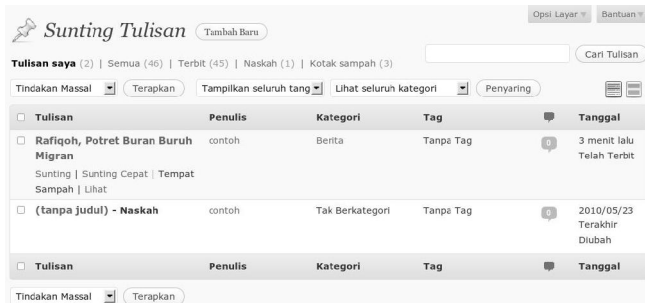 Opsi Layar Bantuan
Sunting Tulisan Tambah Baru
Tulisan saya (2) | Semua (46) | Terbit (45) | Naskah (1) | Kotak sampah (3)
Cari Tulisan
Tindakan Massal Terapkan Tampilkan seluruh tang Lihat seluruh kategori Penyaring
Tulisan Penulis Kategori Tag Tanggal
Rafiqoh, Potret Buran Buruh contoh Berita Tanpa Tag 0 3 menit lalu
Migran Telah Terbit
Sunting | Sunting Cepat | Tempat
Sampah | Lihat
(tanpa judul) - Naskah contoh Tak Berkategori Tanpa Tag 0 2010/05/23
Terakhir
Diubah
Tulisan Penulis Kategori Tag Tanggal
Tindakan Massal Terapkan